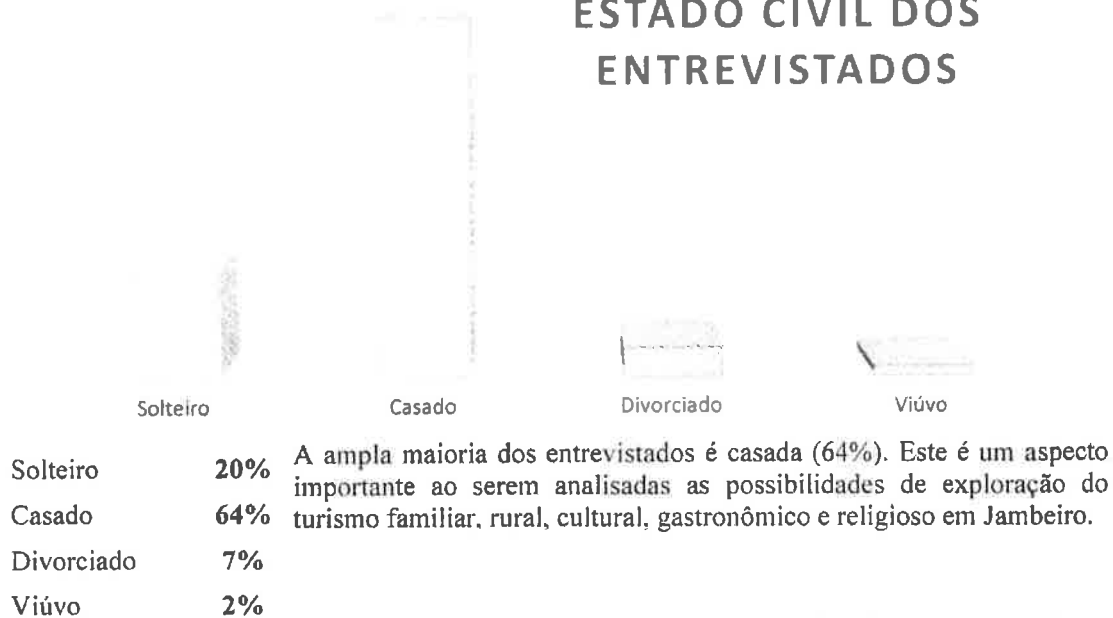 ESTADO CIVIL DOS
ENTREVISTADOS
Solteiro
Casado
Divorciado
Viúvo
Solteiro 20%
Casado 64%
Divorciado 7%
Viúvo 2%
A ampla maioria dos entrevistados é casada (64%). Este é um aspecto
importante ao serem analisadas as possibilidades de exploração do
turismo familiar, rural, cultural, gastronômico e religioso em Jambeiro.